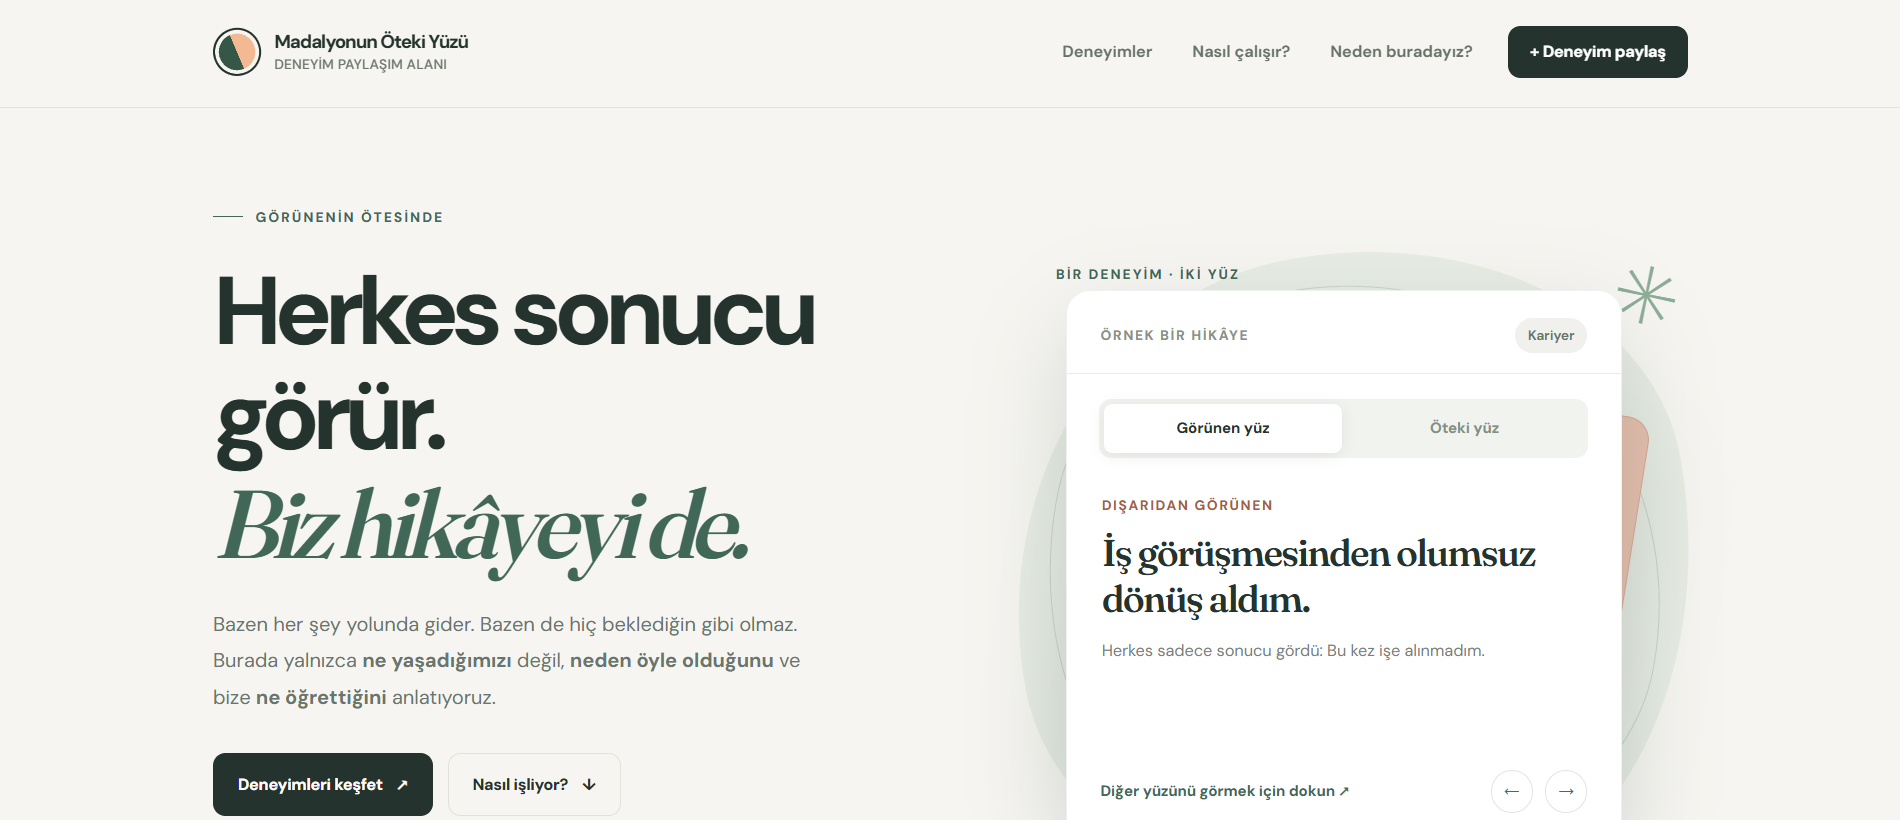 Madalyonun Öteki Yüzü
DENEYİM PAYLAŞIM ALANI
Deneyimler
Nasıl çalışır?
Neden buradayız?
+ Deneyim paylaş
GÖRÜNENİN ÖTESİNDE
Herkes sonucu
görür.
Biz hikâyeyi de.
Bazen her şey yolunda gider. Bazen de hiç beklediğin gibi olmaz.
Burada yalnızca ne yaşadığımızı değil, neden öyle olduğunu ve
bize ne öğrettiğini anlatıyoruz.
Deneyimleri keşfet ↗
Nasıl işliyor? ↓
BİR DENEYİM · İKİ YÜZ
ÖRNEK BİR HİKÂYE
Kariyer
Görünen yüz
Öteki yüz
DIŞARIDAN GÖRÜNEN
İş görüşmesinden olumsuz
dönüş aldım.
Herkes sadece sonucu gördü: Bu kez işe alınmadım.
Diğer yüzünü görmek için dokun ↗
← →